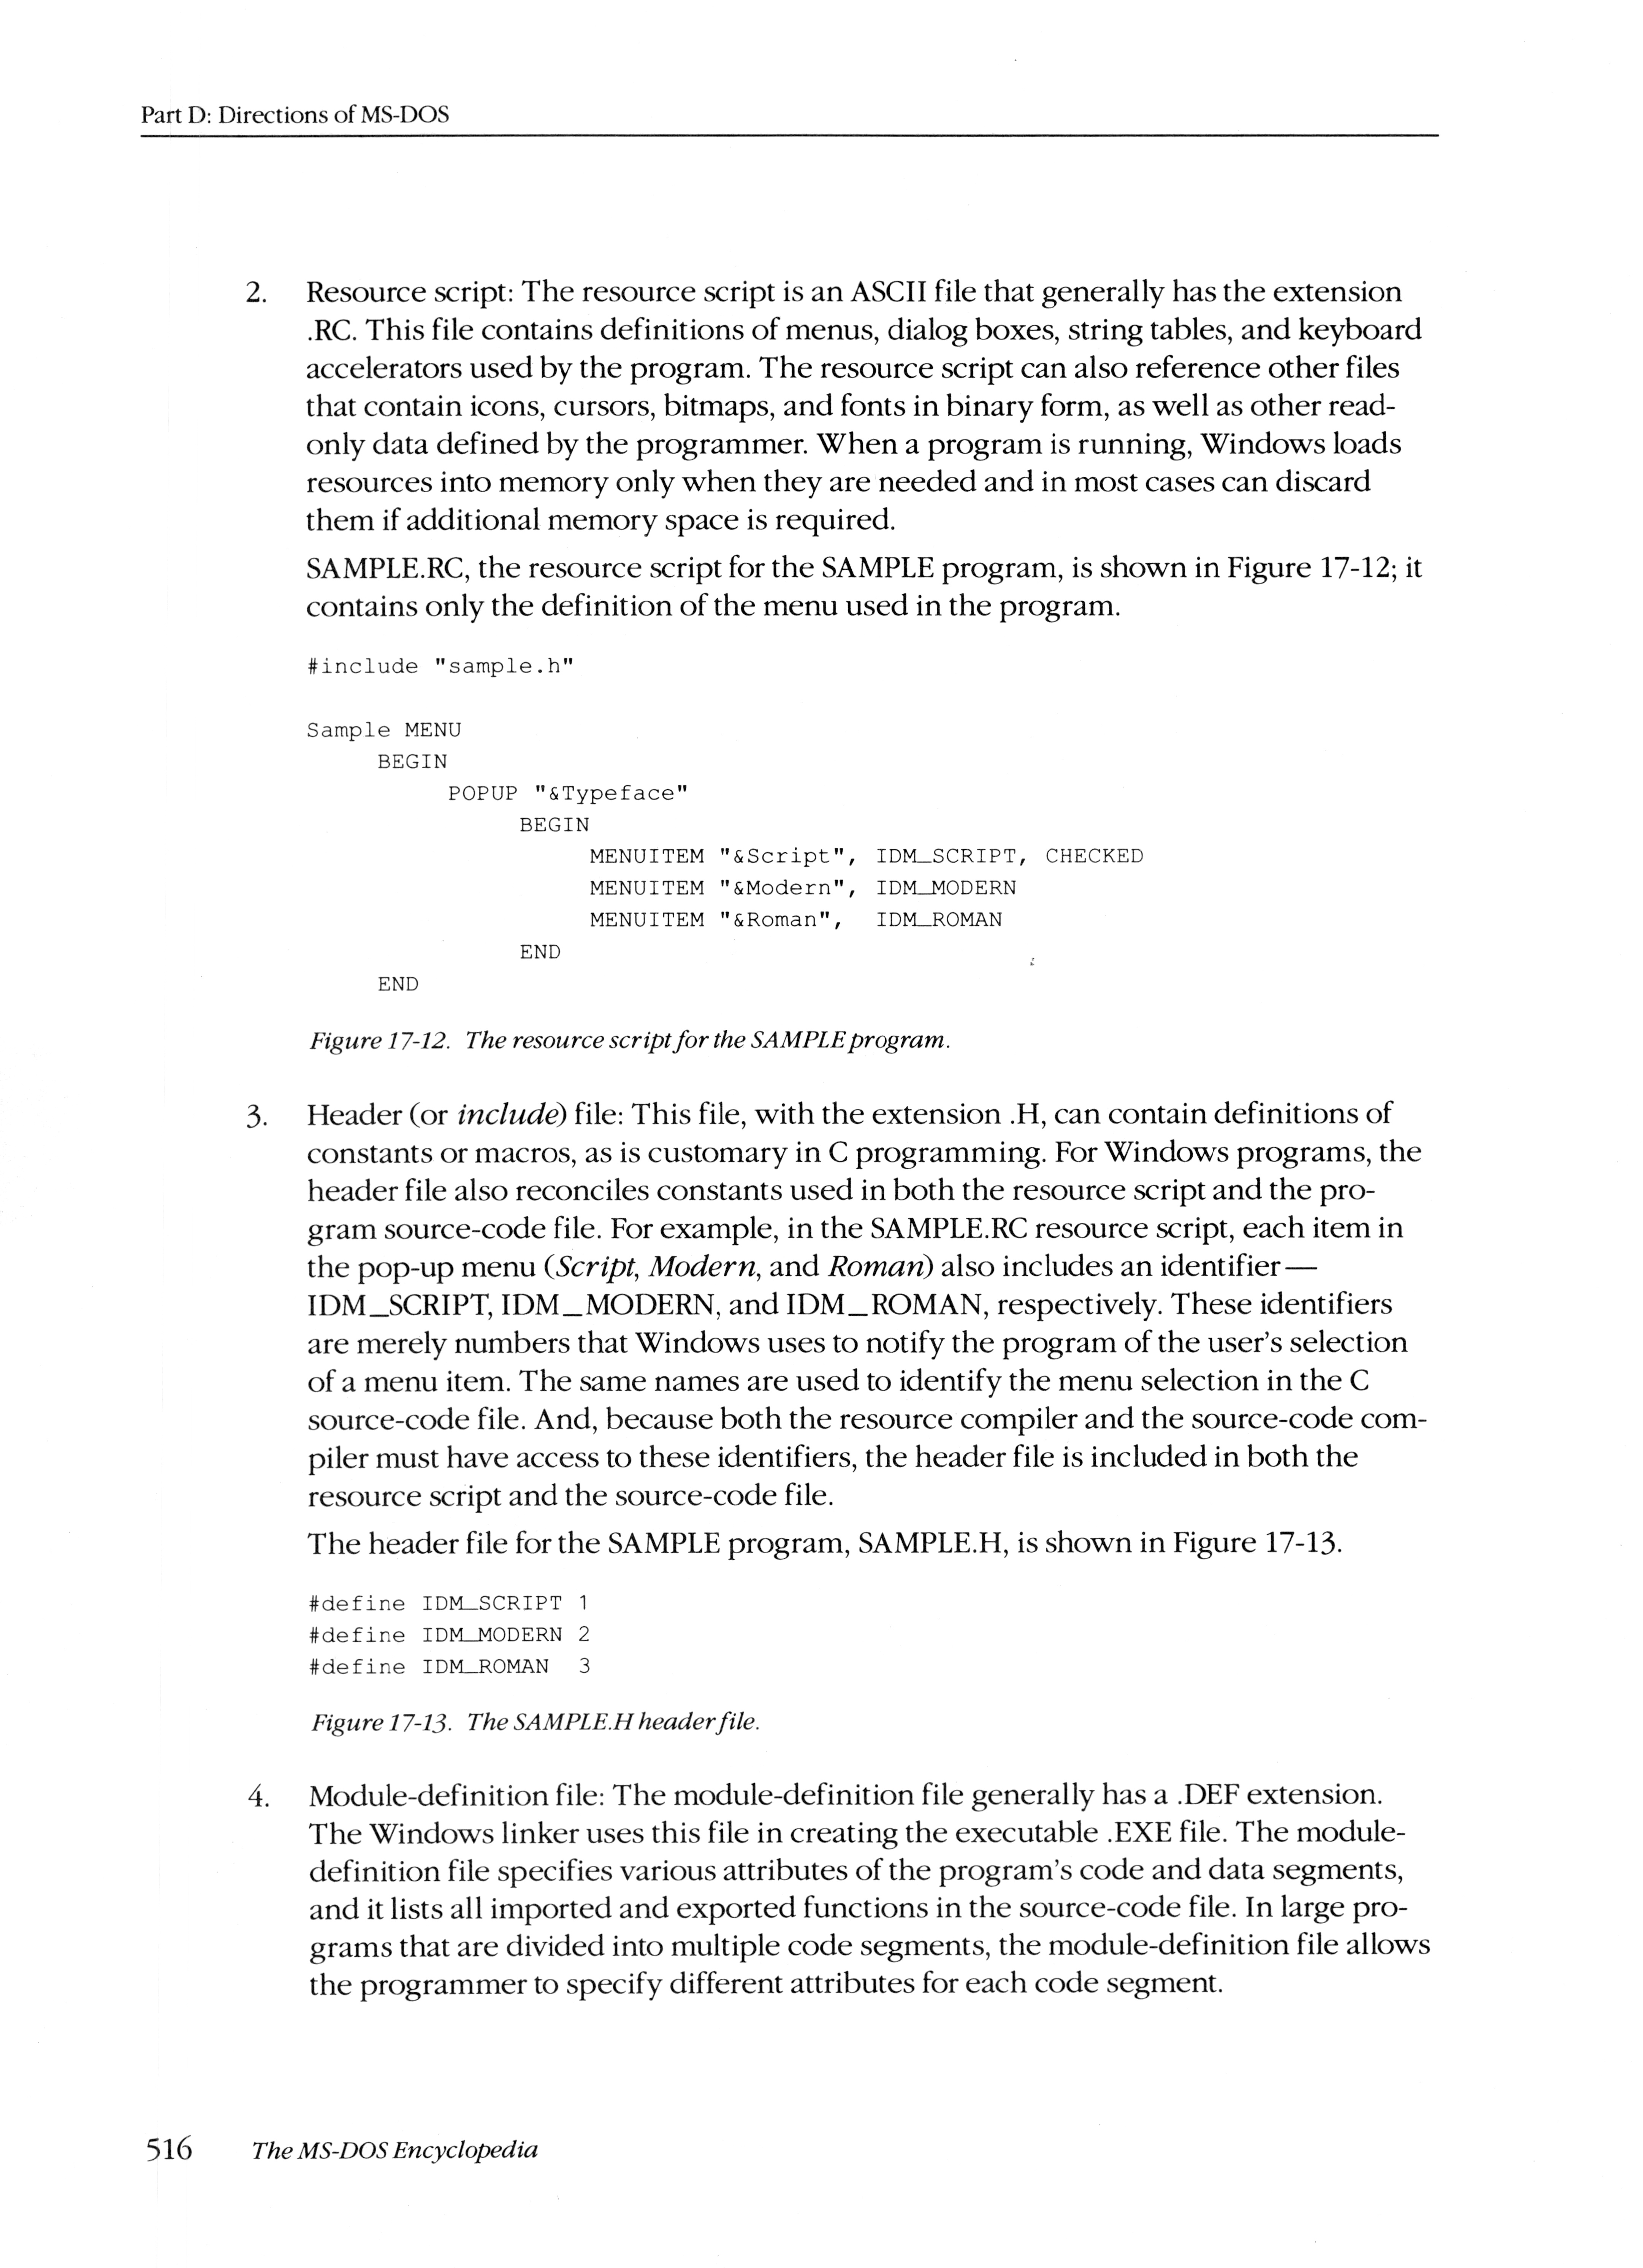 Part D: Directions of MS-DOS
2. Resource script: The resource script is an ASCII file that generally has the extension
.RC. This file contains definitions of menus, dialog boxes, string tables, and keyboard
accelerators used by the program. The resource script can also reference other files
that contain icons, cursors, bitmaps, and fonts in binary form, as well as other read-
only data defined by the programmer. When a program is running, Windows loads
resources into memory only when they are needed and in most cases can discard
them if additional memory space is required.
SAMPLE.RC, the resource script for the SAMPLE program, is shown in Figure 17-12; it
contains only the definition of the menu used in the program.
#include "sample.h"
Sample MENU
BEGIN
POPUP "&Typeface"
BEGIN
MENUITEM "&Script", IDM_SCRIPT, CHECKED
MENUITEM "&Modern", IDM_MODERN
MENUITEM "&Roman", IDM_ROMAN
END
END
Figure 17-12. The resource script for the SAMPLE program.
3. Header (or include) file: This file, with the extension .H, can contain definitions of
constants or macros, as is customary in C programming. For Windows programs, the
header file also reconciles constants used in both the resource script and the pro-
gram source-code file. For example, in the SAMPLE.RC resource script, each item in
the pop-up menu (Script, Modern, and Roman) also includes an identifier—
IDM_SCRIPT, IDM_MODERN, and IDM_ROMAN, respectively. These identifiers
are merely numbers that Windows uses to notify the program of the user's selection
of a menu item. The same names are used to identify the menu selection in the C
source-code file. And, because both the resource compiler and the source-code com-
piler must have access to these identifiers, the header file is included in both the
resource script and the source-code file.
The header file for the SAMPLE program, SAMPLE.H, is shown in Figure 17-13.
#define IDM_SCRIPT 1
#define IDM_MODERN 2
#define IDM_ROMAN 3
Figure 17-13. The SAMPLE.H header file.
4. Module-definition file: The module-definition file generally has a .DEF extension.
The Windows linker uses this file in creating the executable .EXE file. The module-
definition file specifies various attributes of the program's code and data segments,
and it lists all imported and exported functions in the source-code file. In large pro-
grams that are divided into multiple code segments, the module-definition file allows
the programmer to specify different attributes for each code segment.
516 The MS-DOS Encyclopedia